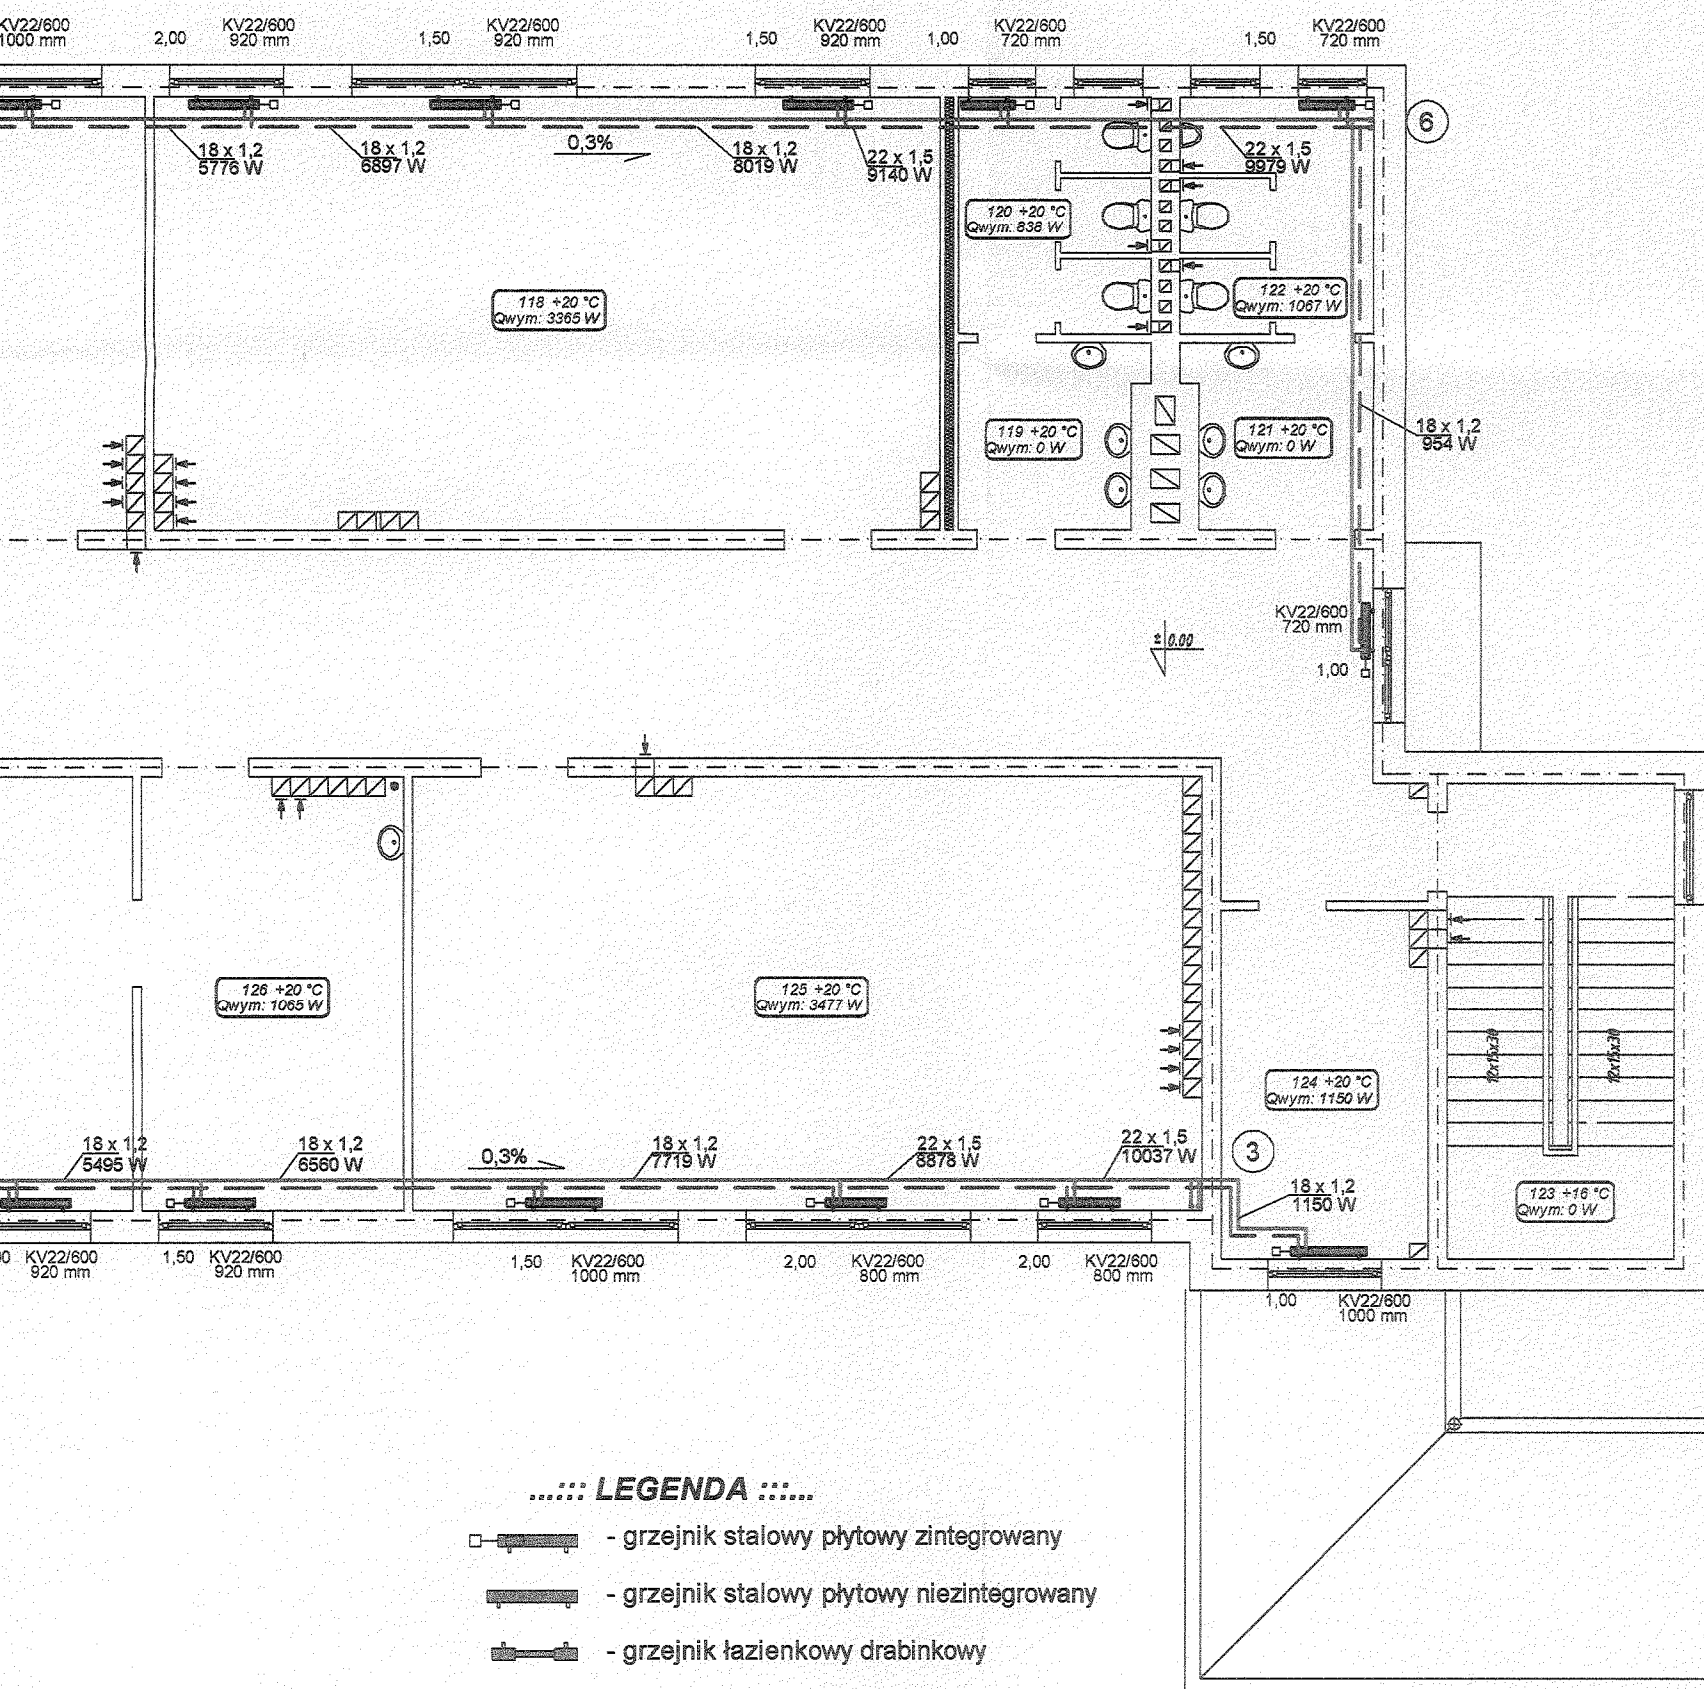 KV22/600
1000 mm
2,00
KV22/600
920 mm
1,50
KV22/600
920 mm
1,50
KV22/600
920 mm
1,00
KV22/600
720 mm
1,50
KV22/600
720 mm
6
18 x 1,2
5776 W
18 x 1,2
6897 W
0,3%
18 x 1,2
8019 W
22 x 1,5
9140 W
22 x 1,5
9979 W
120 +20 °C
Qwym: 838 W
118 +20 °C
Qwym: 3365 W
122 +20 °C
Qwym: 1067 W
119 +20 °C
Qwym: 0 W
121 +20 °C
Qwym: 0 W
18 x 1,2
954 W
KV22/600
720 mm
1,00
± 0.00
126 +20 °C
Qwym: 1065 W
125 +20 °C
Qwym: 3477 W
124 +20 °C
Qwym: 1150 W
12x15x30
12x15x30
123 +16 °C
Qwym: 0 W
18 x 1,2
5495 W
18 x 1,2
6560 W
0,3%
18 x 1,2
7719 W
22 x 1,5
8878 W
22 x 1,5
10037 W
3
18 x 1,2
1150 W
KV22/600
920 mm
1,50
KV22/600
920 mm
1,50
KV22/600
1000 mm
2,00
KV22/600
800 mm
2,00
KV22/600
800 mm
1,00
KV22/600
1000 mm
...::: LEGENDA :::...
- grzejnik stalowy płytowy zintegrowany
- grzejnik stalowy płytowy niezintegrowany
- grzejnik łazienkowy drabinkowy